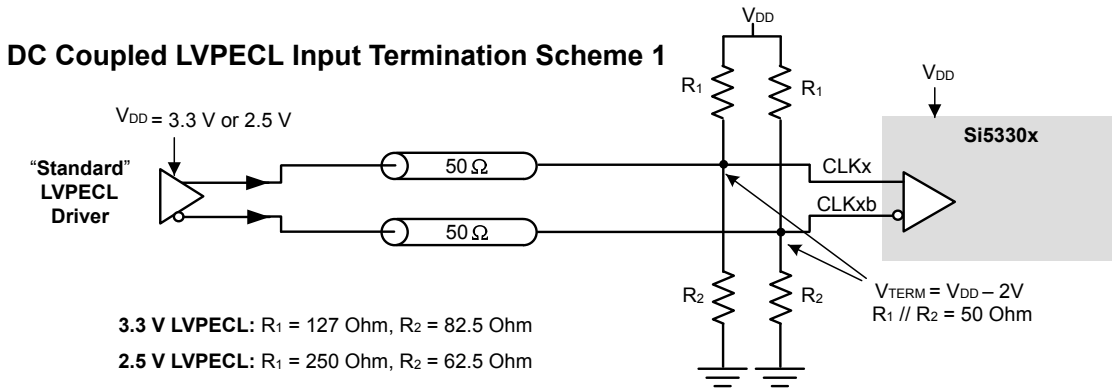 VDD
DC Coupled LVPECL Input Termination Scheme 1
R1
R1
VDD
VDD = 3.3 V or 2.5 V
Si5330x
“Standard”
LVPECL
Driver
50 Ω
CLKx
50 Ω
CLKxb
R2
R2
VTERM = VDD – 2V
R1 // R2 = 50 Ohm
3.3 V LVPECL: R1 = 127 Ohm, R2 = 82.5 Ohm
2.5 V LVPECL: R1 = 250 Ohm, R2 = 62.5 Ohm